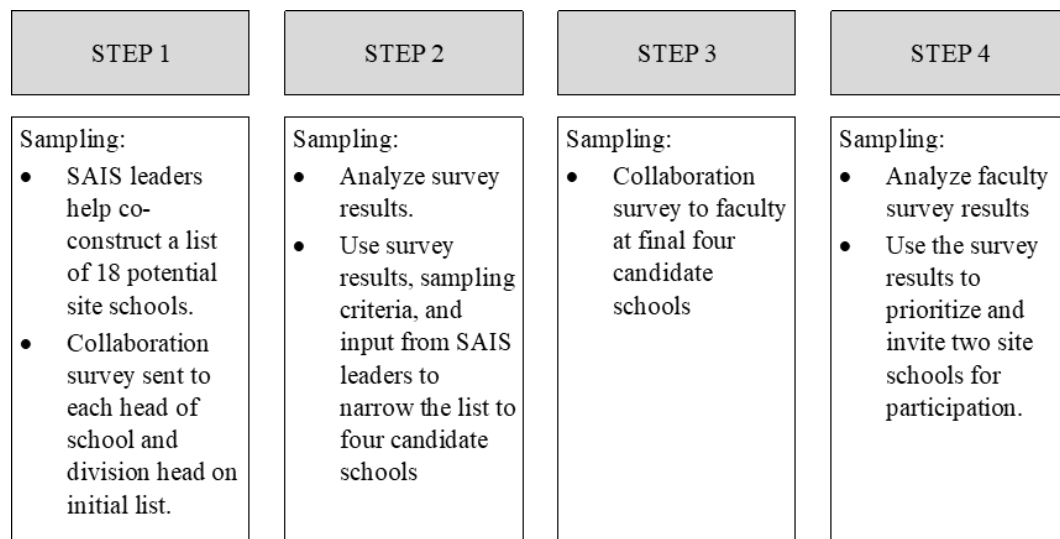 STEP 1
Sampling:
● SAIS leaders
help co-
construct a list
of 18 potential
site schools.
● Collaboration
survey sent to
each head of
school and
division head on
initial list.
STEP 2
Sampling:
● Analyze survey
results.
● Use survey
results, sampling
criteria, and
input from SAIS
leaders to
narrow the list to
four candidate
schools
STEP 3
Sampling:
● Collaboration
survey to faculty
at final four
candidate
schools
STEP 4
Sampling:
● Analyze faculty
survey results
● Use the survey
results to
prioritize and
invite two site
schools for
participation.